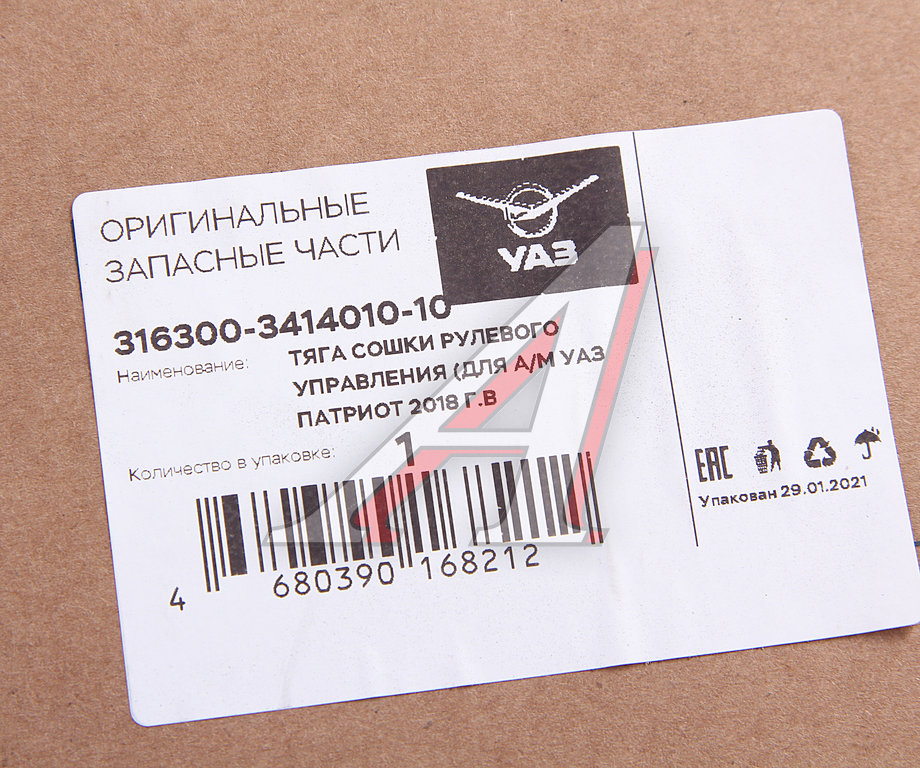 ОРИГИНАЛЬНЫЕ
ЗАПАСНЫЕ ЧАСТИ
УАЗ
316300-3414010-10
Наименование:
ТЯГА СОШКИ РУЛЕВОГО
УПРАВЛЕНИЯ (ДЛЯ А/М УАЗ
ПАТРИОТ 2018 Г.В
Количество в упаковке: 1
4 680390 168212
EAC
Упакован 29.01.2021